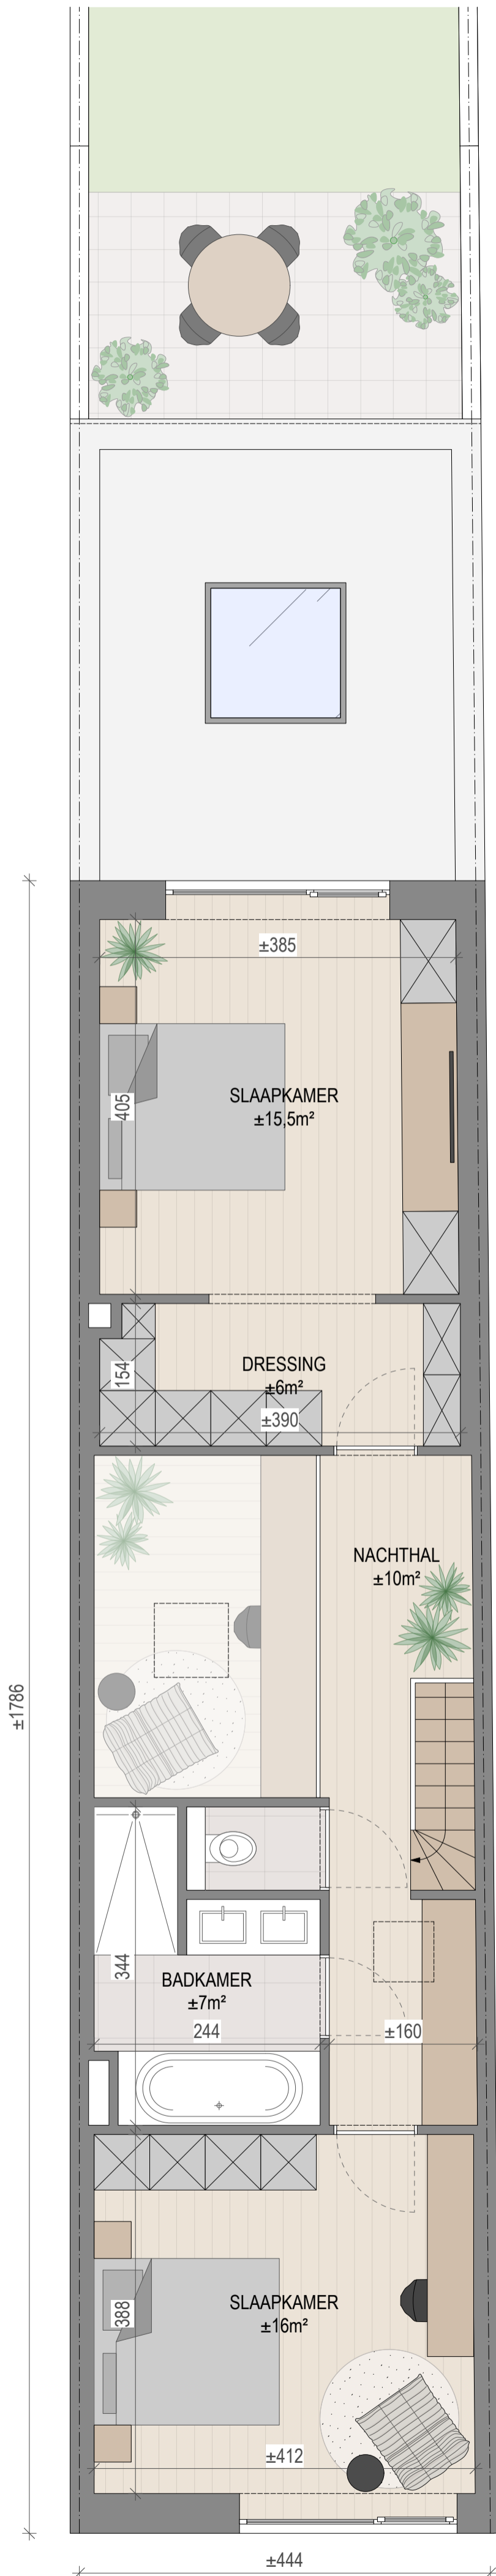 ±385
SLAAPKAMER
±15,5m²
405
DRESSING
±6m²
154
±390
NACHTHAL
±10m²
±1786
344
BADKAMER
±7m²
244
±160
SLAAPKAMER
±16m²
388
±412
±444